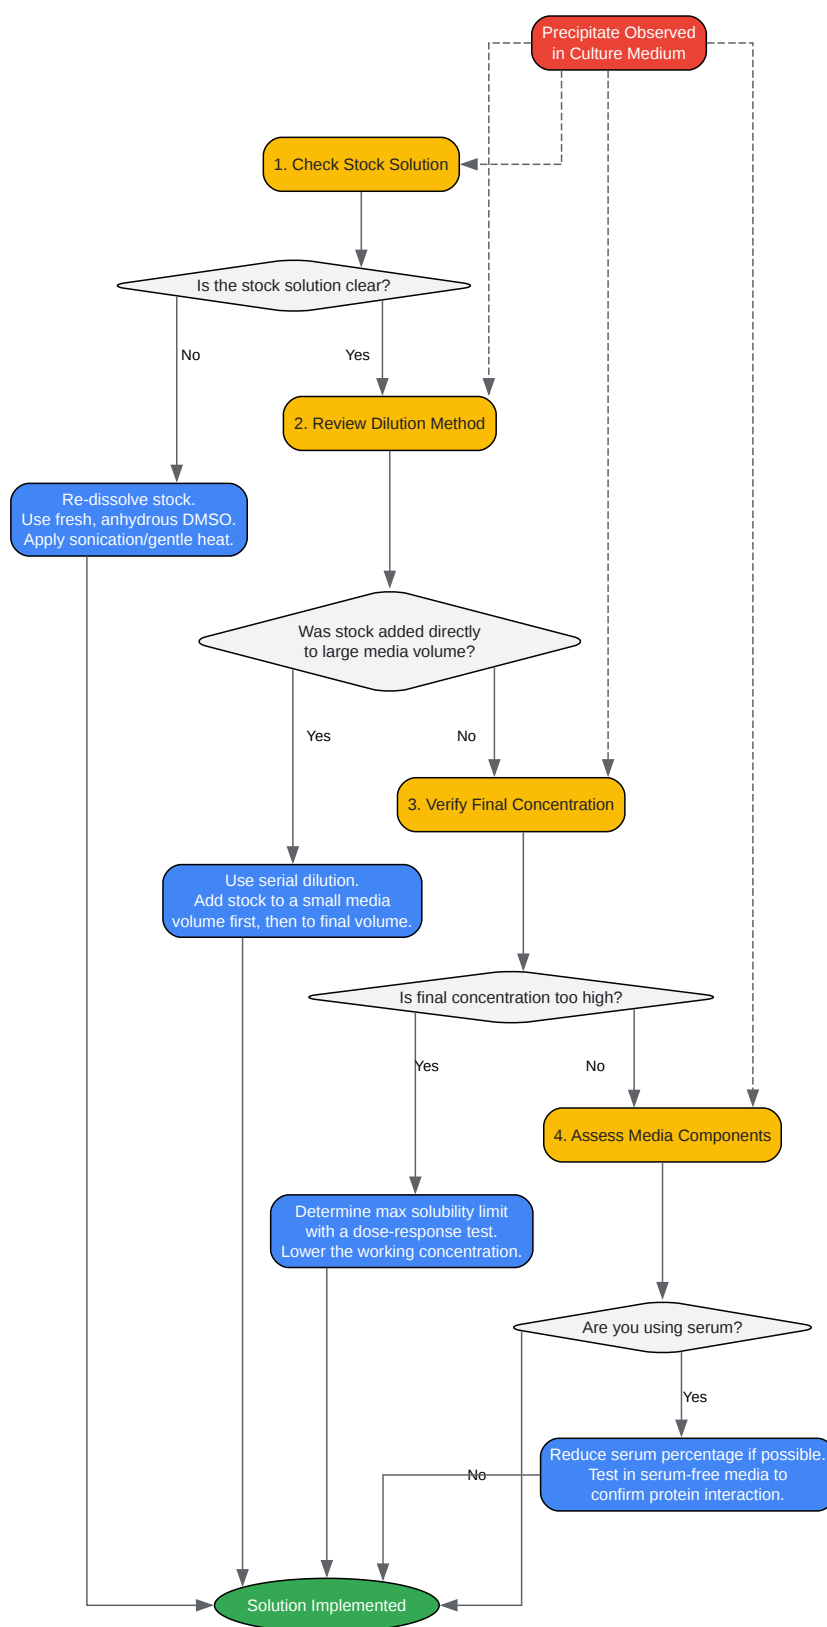 Precipitate Observed
in Culture Medium
1. Check Stock Solution
Is the stock solution clear?
No
Yes
2. Review Dilution Method
Re-dissolve stock.
Use fresh, anhydrous DMSO.
Apply sonication/gentle heat.
Was stock added directly
to large media volume?
Yes
No
3. Verify Final Concentration
Use serial dilution.
Add stock to a small media
volume first, then to final volume.
Is final concentration too high?
Yes
No
4. Assess Media Components
Determine max solubility limit
with a dose-response test.
Lower the working concentration.
Are you using serum?
Yes
Reduce serum percentage if possible.
Test in serum-free media to
confirm protein interaction.
No
Solution Implemented